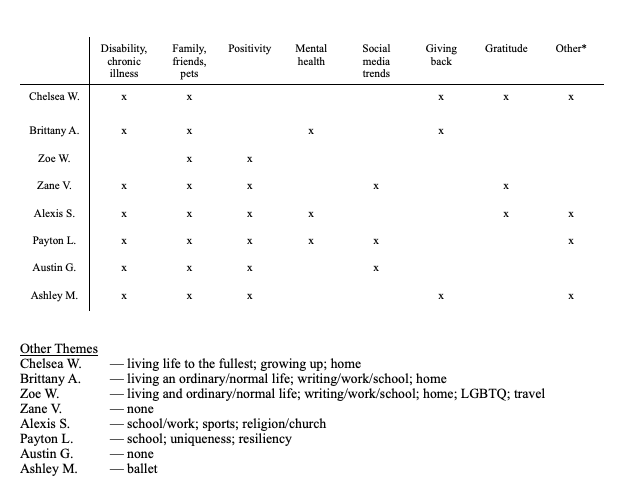 Disability, chronic illness Family, friends, pets Positivity Mental health Social media trends Giving back Gratitude Other*
Chelsea W. x x x x x
Brittany A. x x x x
Zoe W. x x
Zane V. x x x x x
Alexis S. x x x x x x
Payton L. x x x x x x
Austin G. x x x x
Ashley M. x x x x x
Other Themes
Chelsea W. — living life to the fullest; growing up; home
Brittany A. — living an ordinary/normal life; writing/work/school; home
Zoe W. — living and ordinary/normal life; writing/work/school; home; LGBTQ; travel
Zane V. — none
Alexis S. — school/work; sports; religion/church
Payton L. — school; uniqueness; resiliency
Austin G. — none
Ashley M. — ballet